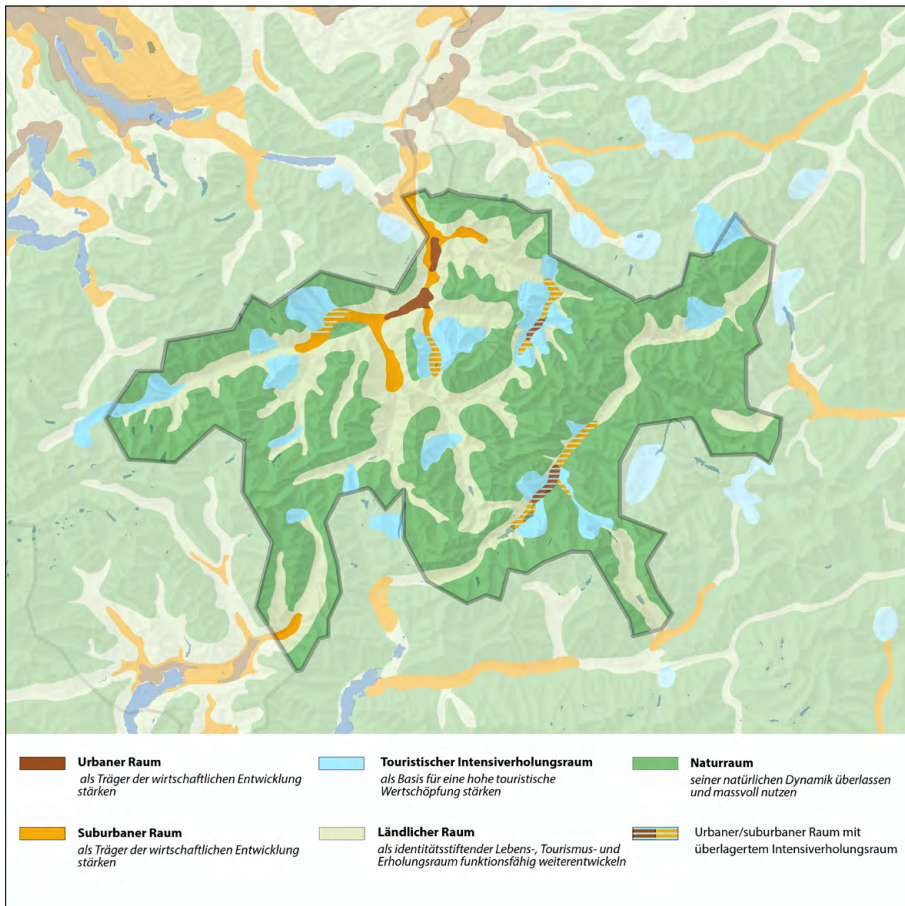 Urbaner Raum
als Träger der wirtschaftlichen Entwicklung
stärken
Touristischer Intensiverholungsraum
als Basis für eine hohe touristische
Wertschöpfung stärken
Naturraum
seiner natürlichen Dynamik überlassen
und massvoll nutzen
Suburbaner Raum
als Träger der wirtschaftlichen Entwicklung
stärken
Ländlicher Raum
als identitätsstiftender Lebens-, Tourismus- und
Erholungsraum funktionsfähig weiterentwickeln
Urbaner/suburbaner Raum mit
überlagertem Intensiverholungsraum